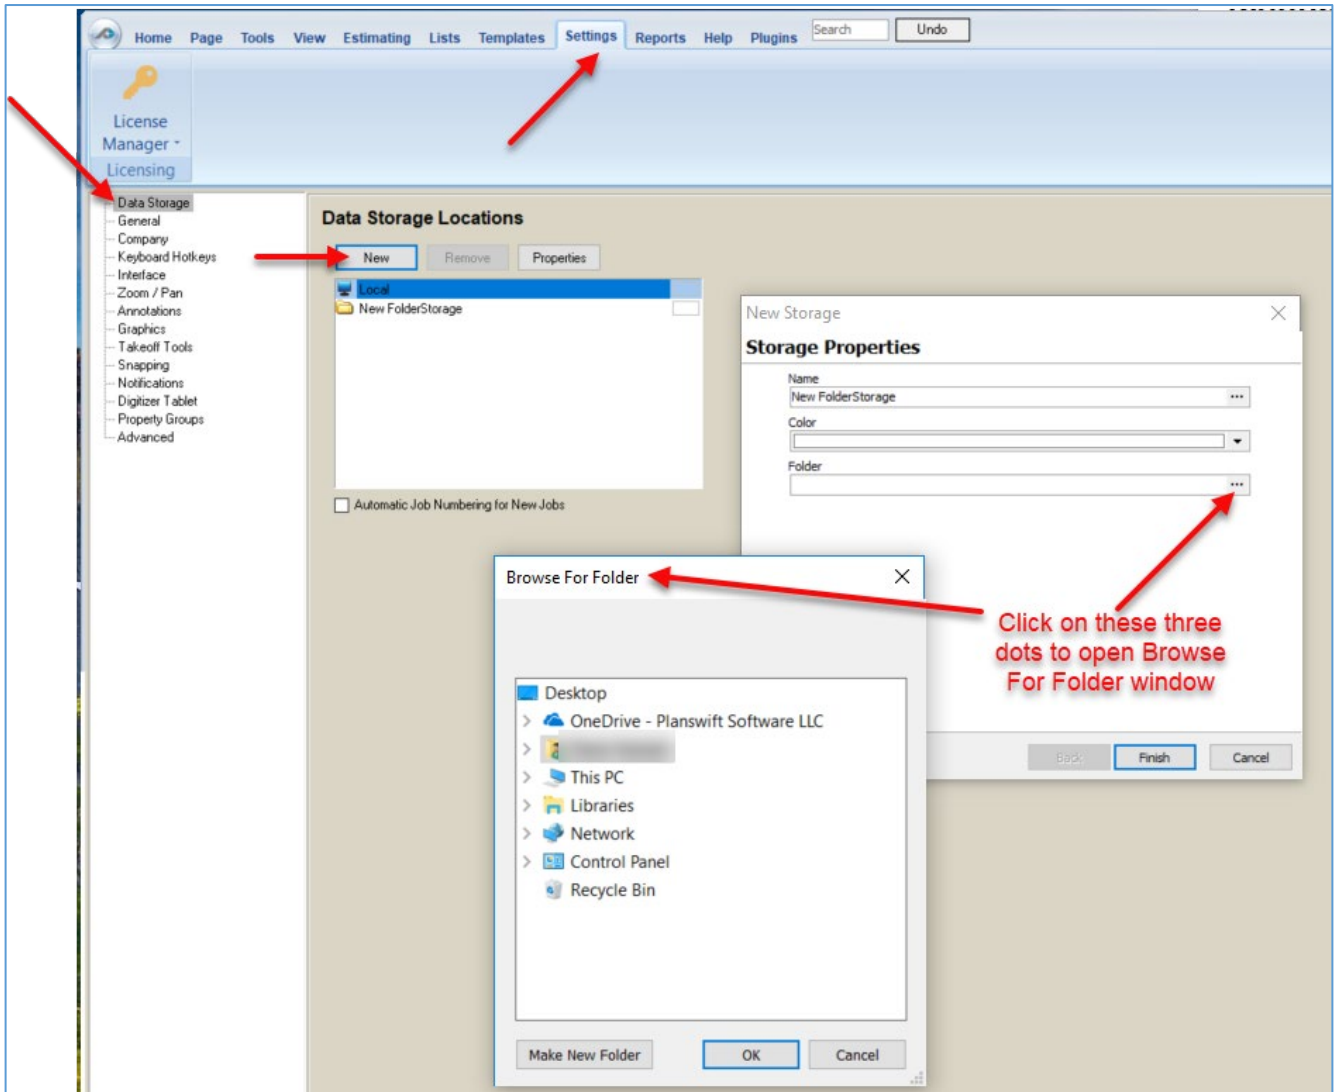 Home Page Tools View Estimating Lists Templates Settings Reports Help Plugins Search Undo
License
Manager
Licensing
Data Storage
General
Company
Keyboard Hotkeys
Interface
Zoom / Pan
Annotations
Graphics
Takeoff Tools
Snapping
Notifications
Digitizer Tablet
Property Groups
Advanced
Data Storage Locations
New Remove Properties
Local
New FolderStorage
Automatic Job Numbering for New Jobs
New Storage
Storage Properties
Name
New FolderStorage
Color
Folder
Click on these three
dots to open Browse
For Folder window
Back Finish Cancel
Browse For Folder
Desktop
OneDrive - Planswift Software LLC
This PC
Libraries
Network
Control Panel
Recycle Bin
Make New Folder OK Cancel